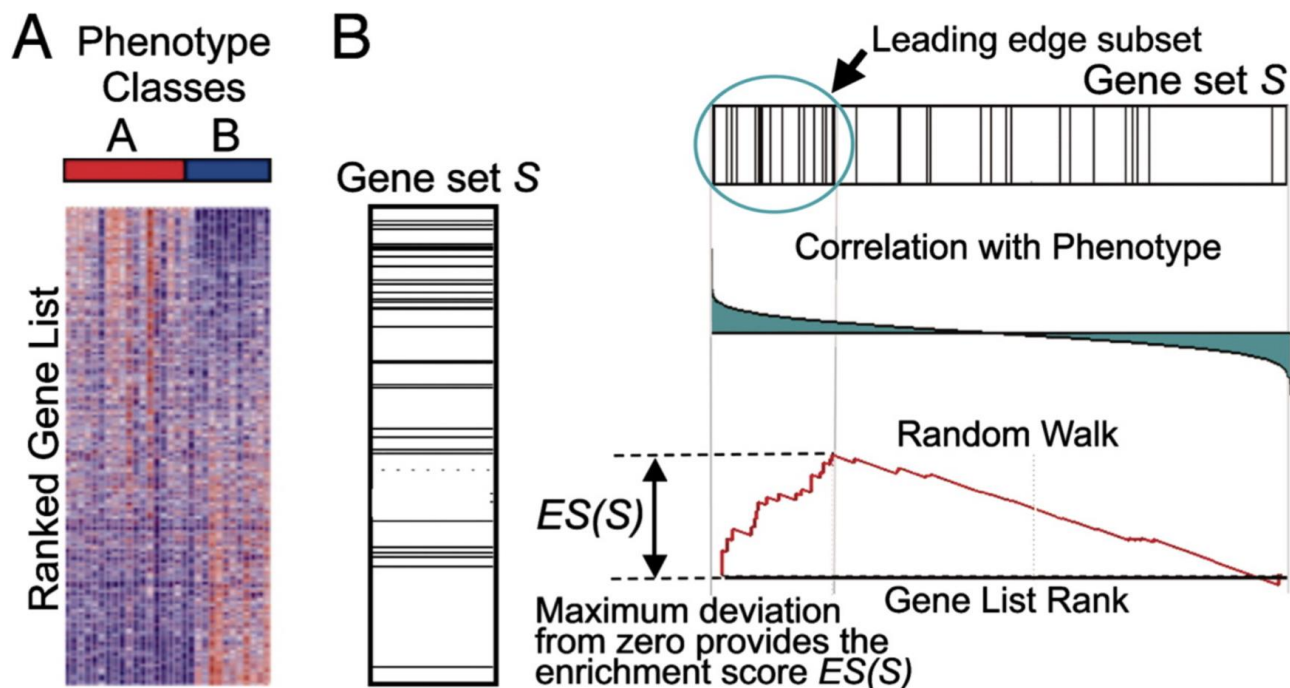 A
Phenotype
Classes
A B
Ranked Gene List
B
Gene set S
Leading edge subset
Gene set S
Correlation with Phenotype
Random Walk
ES(S)
Gene List Rank
Maximum deviation
from zero provides the
enrichment score ES(S)